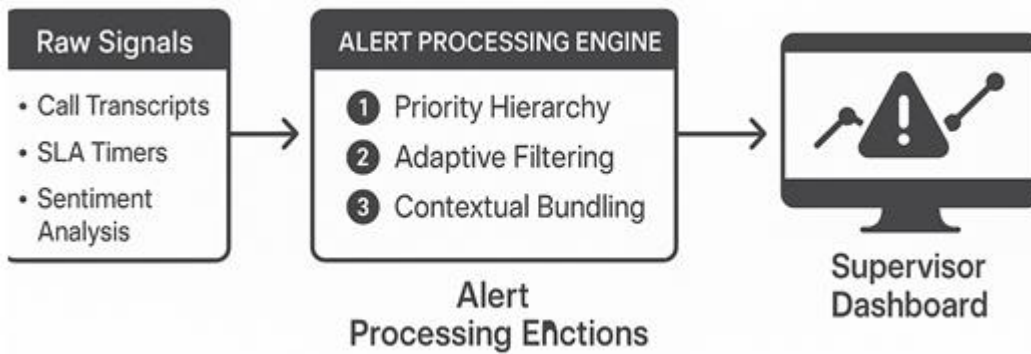 Raw Signals
• Call Transcripts
• SLA Timers
• Sentiment
Analysis
ALERT PROCESSING ENGINE
1 Priority Hierarchy
2 Adaptive Filtering
3 Contextual Bundling
Alert
Processing
Supervisor
Dashboard